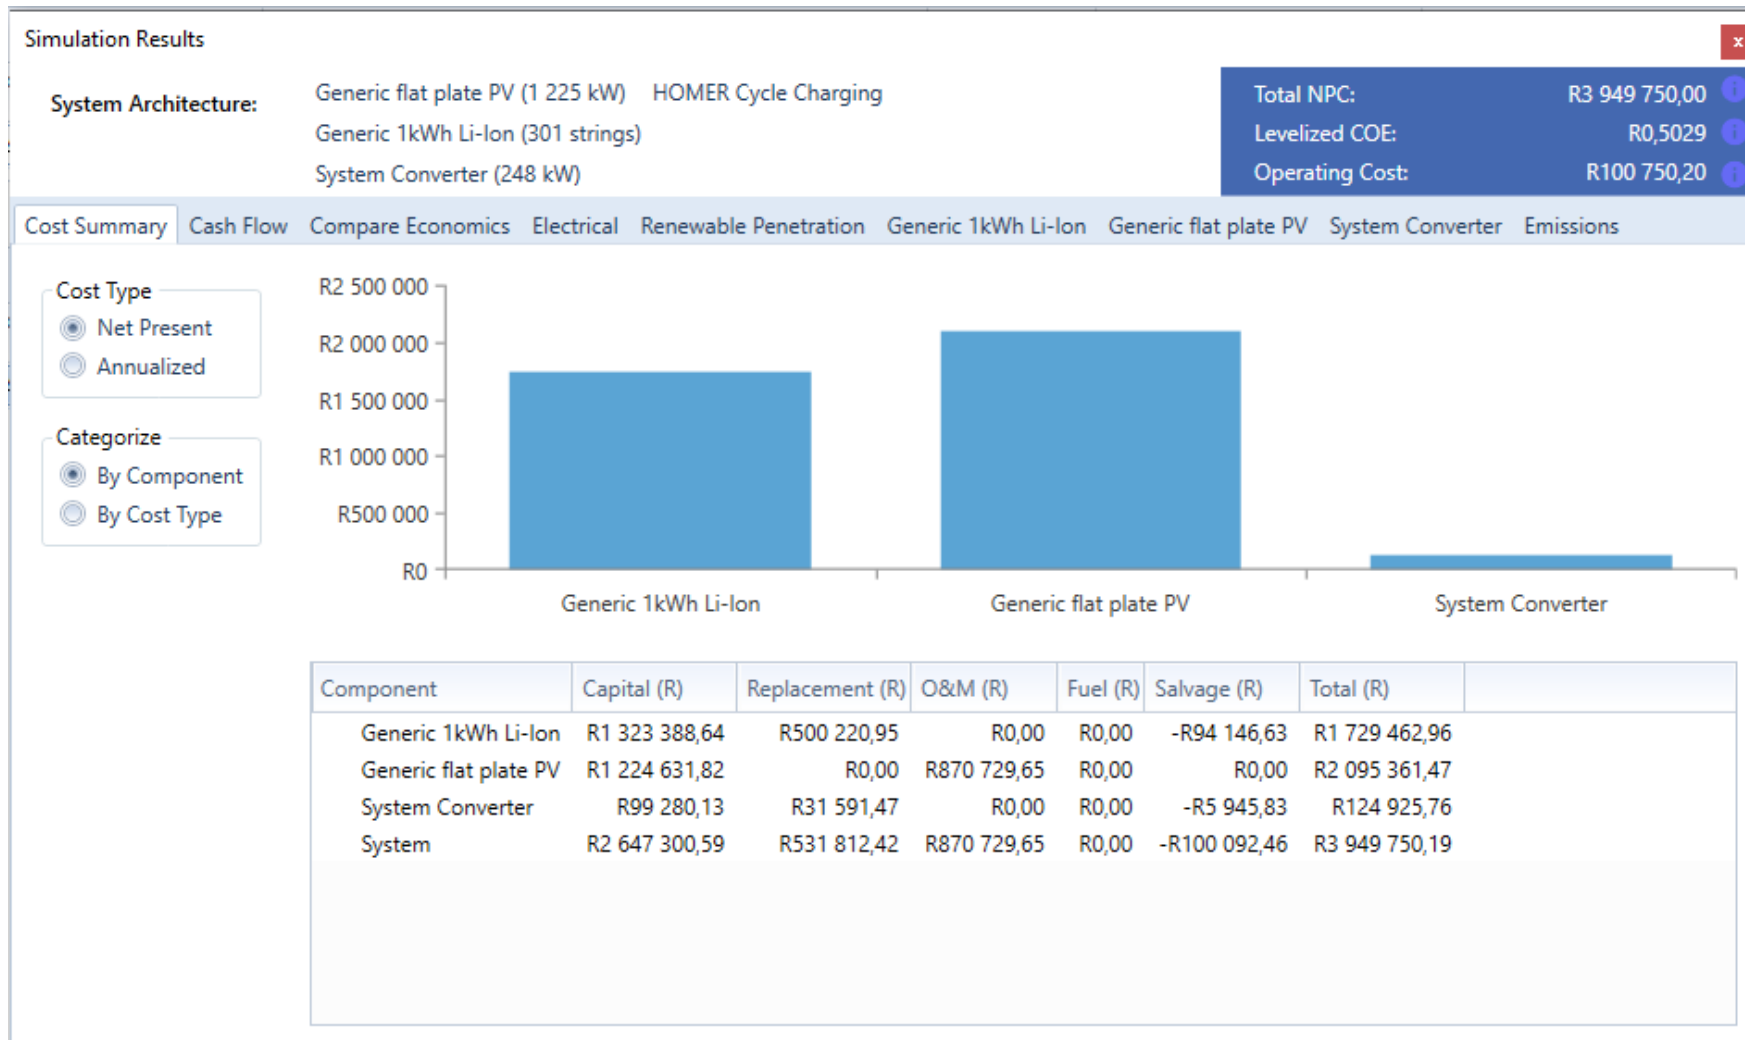 Simulation Results
x
System Architecture:
Generic flat plate PV (1 225 kW) HOMER Cycle Charging
Generic 1kWh Li-Ion (301 strings)
System Converter (248 kW)
Total NPC: R3 949 750,00
Levelized COE: R0,5029
Operating Cost: R100 750,20
Cost Summary Cash Flow Compare Economics Electrical Renewable Penetration Generic 1kWh Li-Ion Generic flat plate PV System Converter Emissions
Cost Type
Net Present
Annualized
Categorize
By Component
By Cost Type
R2 500 000
R2 000 000
R1 500 000
R1 000 000
R500 000
R0
Generic 1kWh Li-Ion Generic flat plate PV System Converter
Component Capital (R) Replacement (R) O&M (R) Fuel (R) Salvage (R) Total (R)
Generic 1kWh Li-Ion R1 323 388,64 R500 220,95 R0,00 R0,00 -R94 146,63 R1 729 462,96
Generic flat plate PV R1 224 631,82 R0,00 R870 729,65 R0,00 R0,00 R2 095 361,47
System Converter R99 280,13 R31 591,47 R0,00 R0,00 -R5 945,83 R124 925,76
System R2 647 300,59 R531 812,42 R870 729,65 R0,00 -R100 092,46 R3 949 750,19